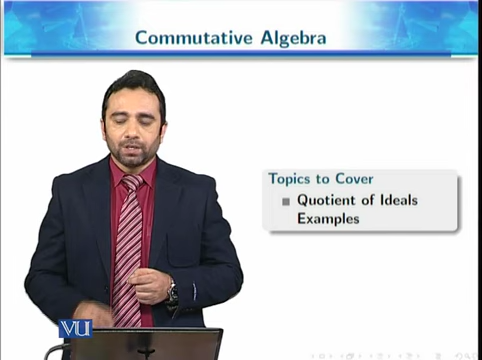 Commutative Algebra
Topics to Cover
Quotient of Ideals
Examples
VU